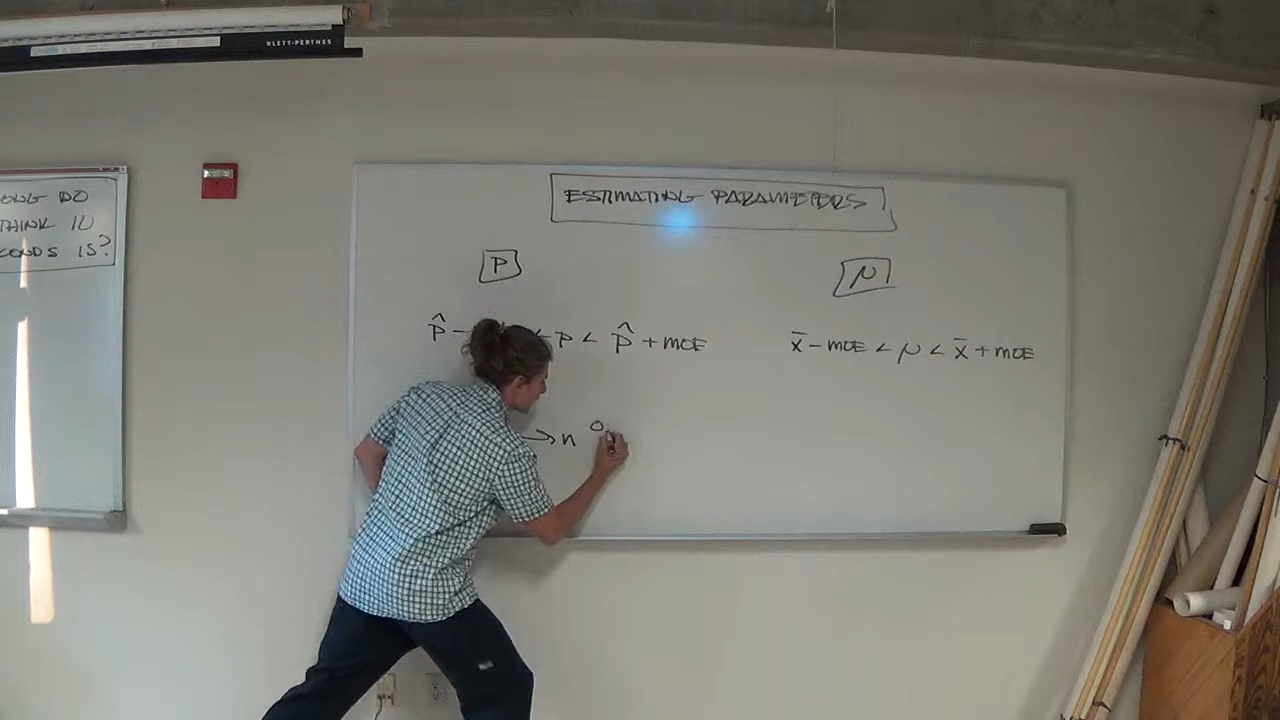 KLETT-PERTHES
ONG DO
THINK 10
CONDS IS?
ESTIMATING PARAMETERS
P
μ
p̂ - < p < p̂ + MOE
x̄ - MOE < μ < x̄ + MOE
→ n